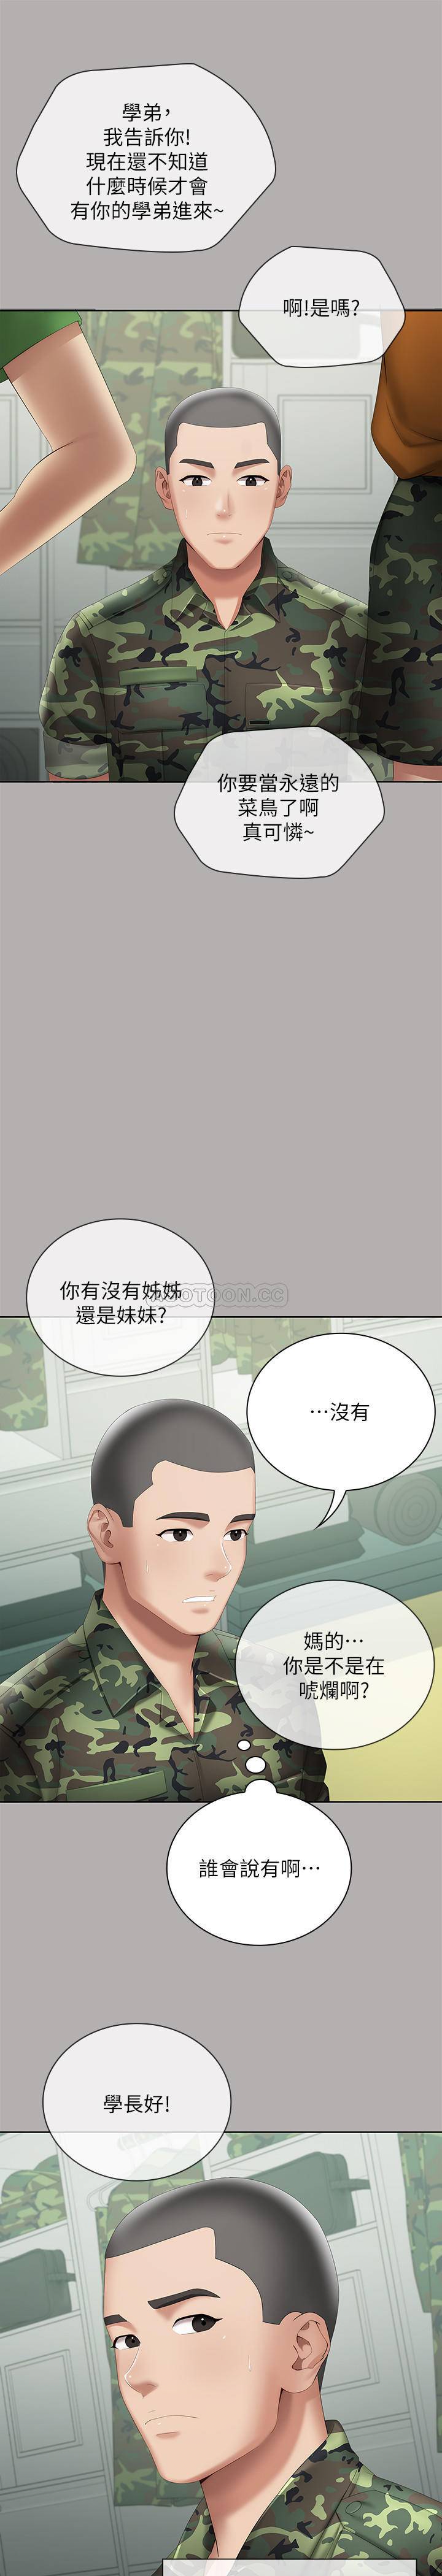 學弟，
我告訴你!
現在還不知道
什麼時候才會
有你的學弟進來~
啊!是嗎?
你要當永遠的
菜鳥了啊
真可憐~
你有沒有姊姊
還是妹妹?
…沒有
媽的…
你是不是在
唬爛啊?
誰會說有啊…
學長好!